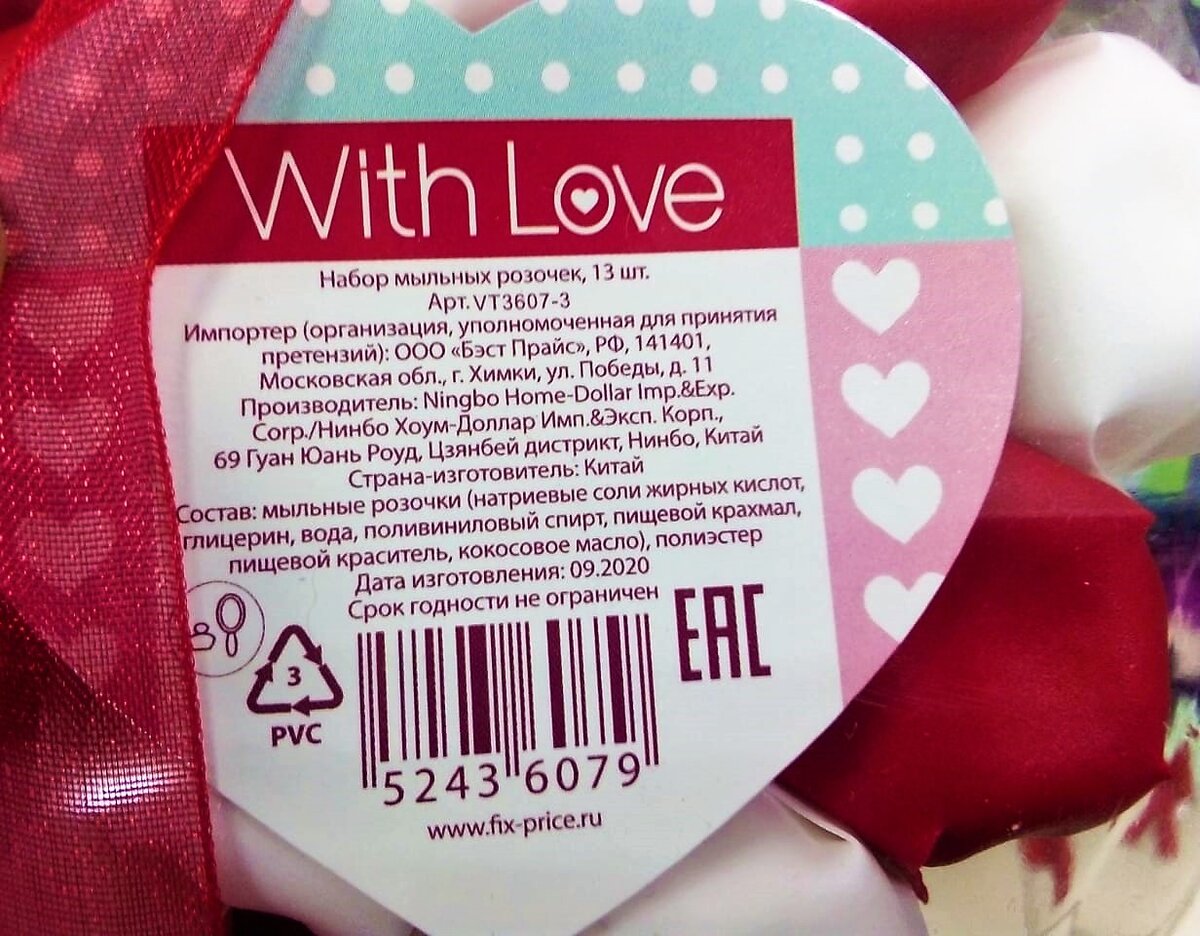 With Love
Набор мыльных розочек, 13 шт.
Арт. VT3607-3
Импортер (организация, уполномоченная для принятия
претензий): ООО «Бэст Прайс», РФ, 141401,
Московская обл., г. Химки, ул. Победы, д. 11
Производитель: Ningbo Home-Dollar Imp.&Exp.
Corp./Нинбо Хоум-Доллар Имп.&Эксп. Корп.,
69 Гуан Юань Роуд, Цзянбей дистрикт, Нинбо, Китай
Страна-изготовитель: Китай
Состав: мыльные розочки (натриевые соли жирных кислот,
глицерин, вода, поливиниловый спирт, пищевой крахмал,
пищевой краситель, кокосовое масло), полиэстер
Дата изготовления: 09.2020
Срок годности не ограничен
EAC
3
PVC
5243 6079
www.fix-price.ru